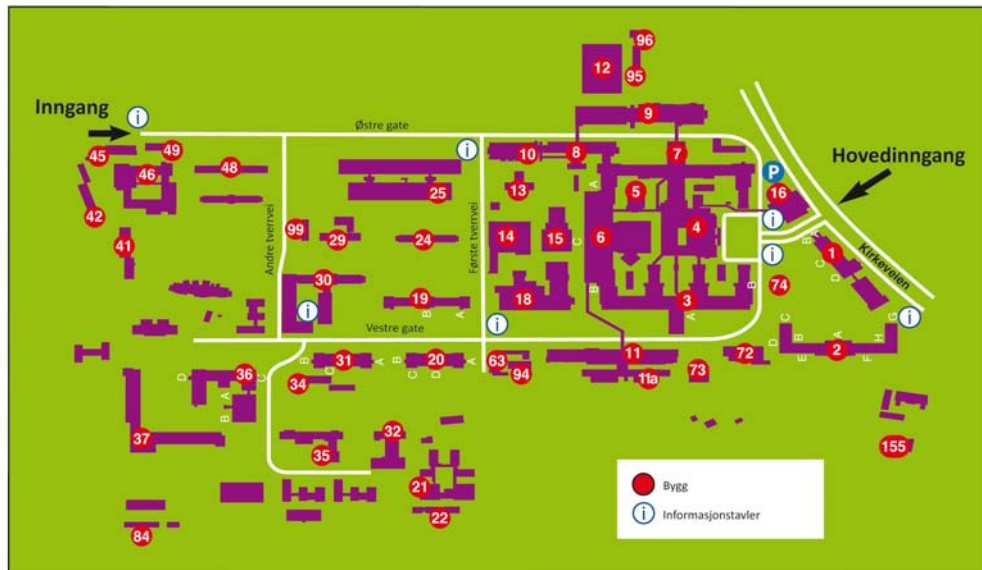 96
12
95
Inngang
i
9
Østre gate
45
49
i
10
8
7
Hovedinngang
46
48
25
A
P
13
5
16
42
99
29
24
14
15
C
6
4
i
41
B
A
1
Kirkeveien
Andre tverrvei
Første tverrvei
i
C
D
30
19
B
A
18
B
3
A
B
74
i
i
Vestre gate
i
C
G
B
31
A
B
20
A
63
11
72
D
B
A
H
2
C
C
D
94
11a
73
E
F
D
36
C
34
A
B
37
32
35
155
21
22
84
Bygg
i
Informasjonstavler